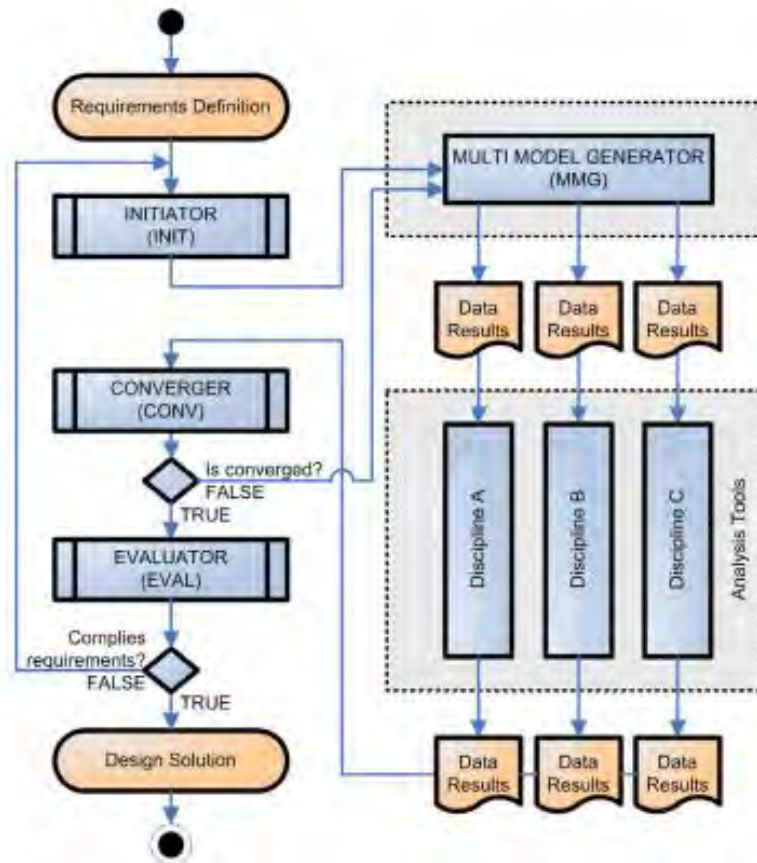 Requirements Definition
INITIATOR
(INIT)
CONVERGER
(CONV)
Is converged?
FALSE
TRUE
EVALUATOR
(EVAL)
Complies
requirements?
FALSE
TRUE
Design Solution
MULTI MODEL GENERATOR
(MMG)
Data
Results
Data
Results
Data
Results
Discipline A
Discipline B
Discipline C
Analysis Tools
Data
Results
Data
Results
Data
Results